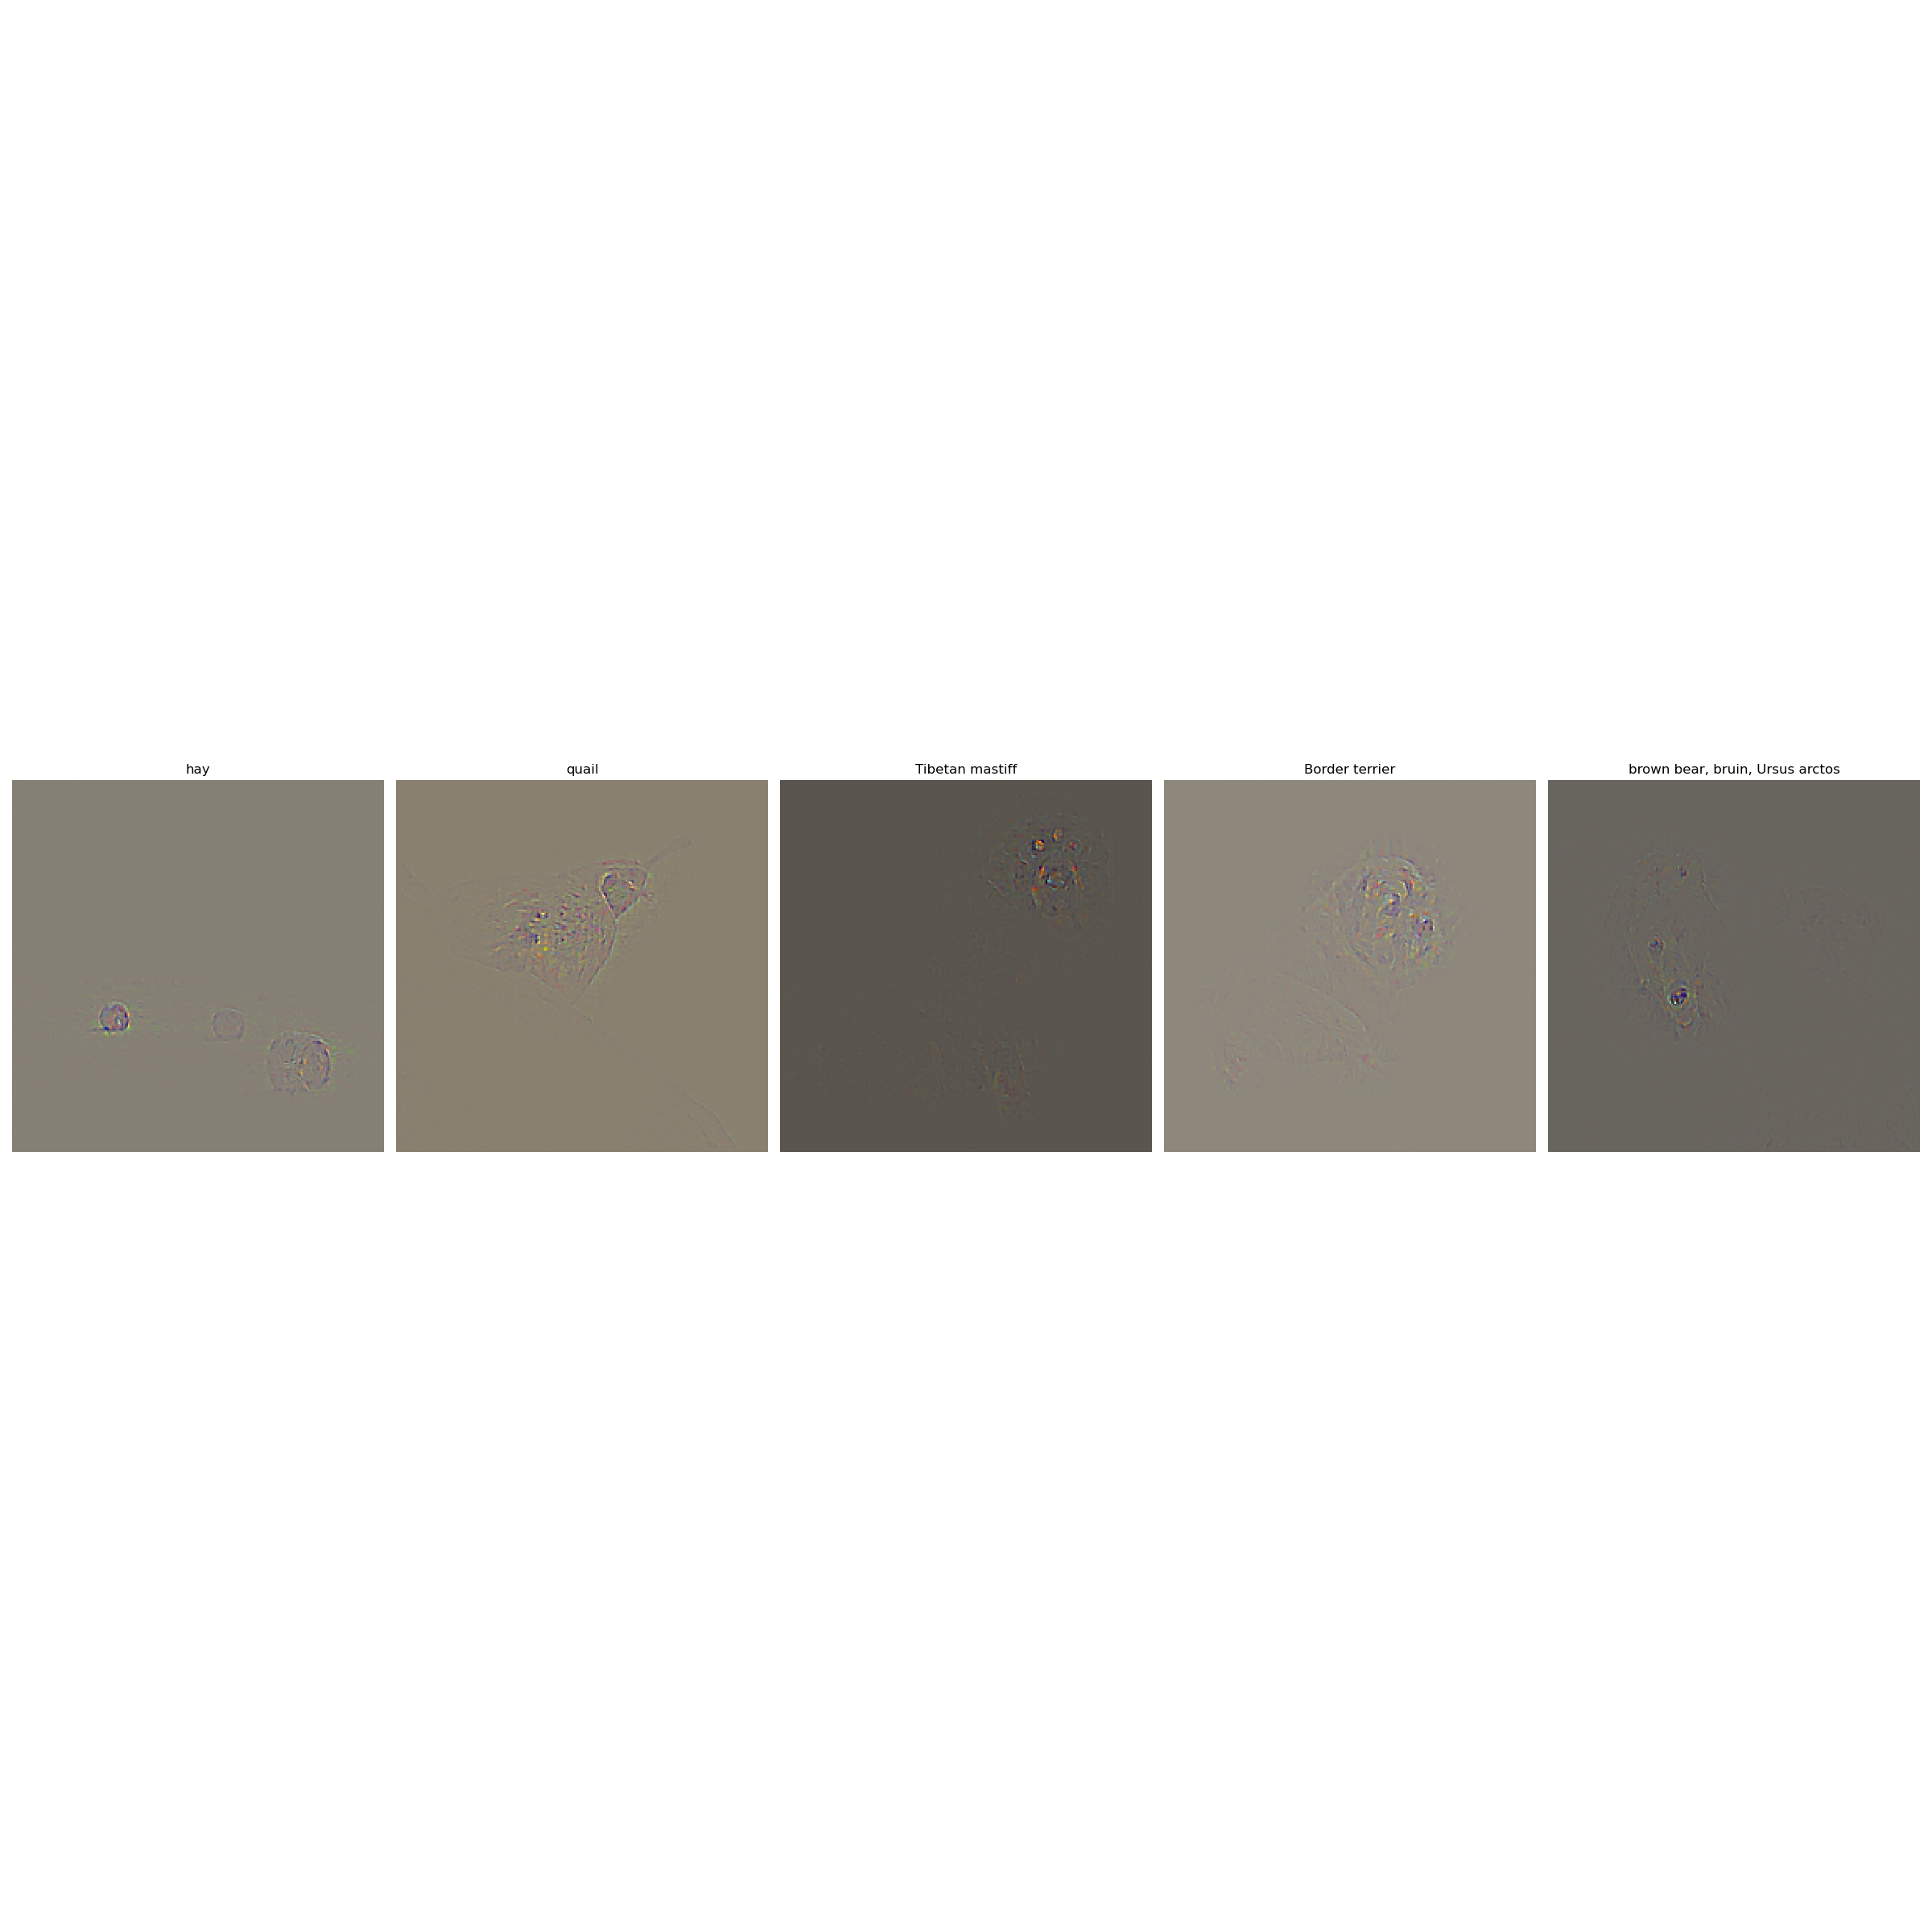 hay
quail
Tibetan mastiff
Border terrier
brown bear, bruin, Ursus arctos